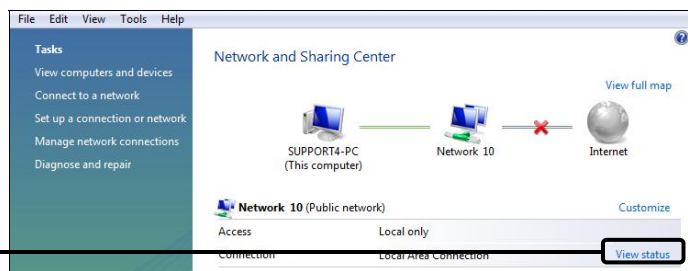 File Edit View Tools Help
Tasks
View computers and devices
Connect to a network
Set up a connection or network
Manage network connections
Diagnose and repair
Network and Sharing Center
View full map
SUPPORT4-PC
(This computer)
Network 10
Internet
Network 10 (Public network)
Customize
Access
Local only
Connection
Local Area Connection
View status